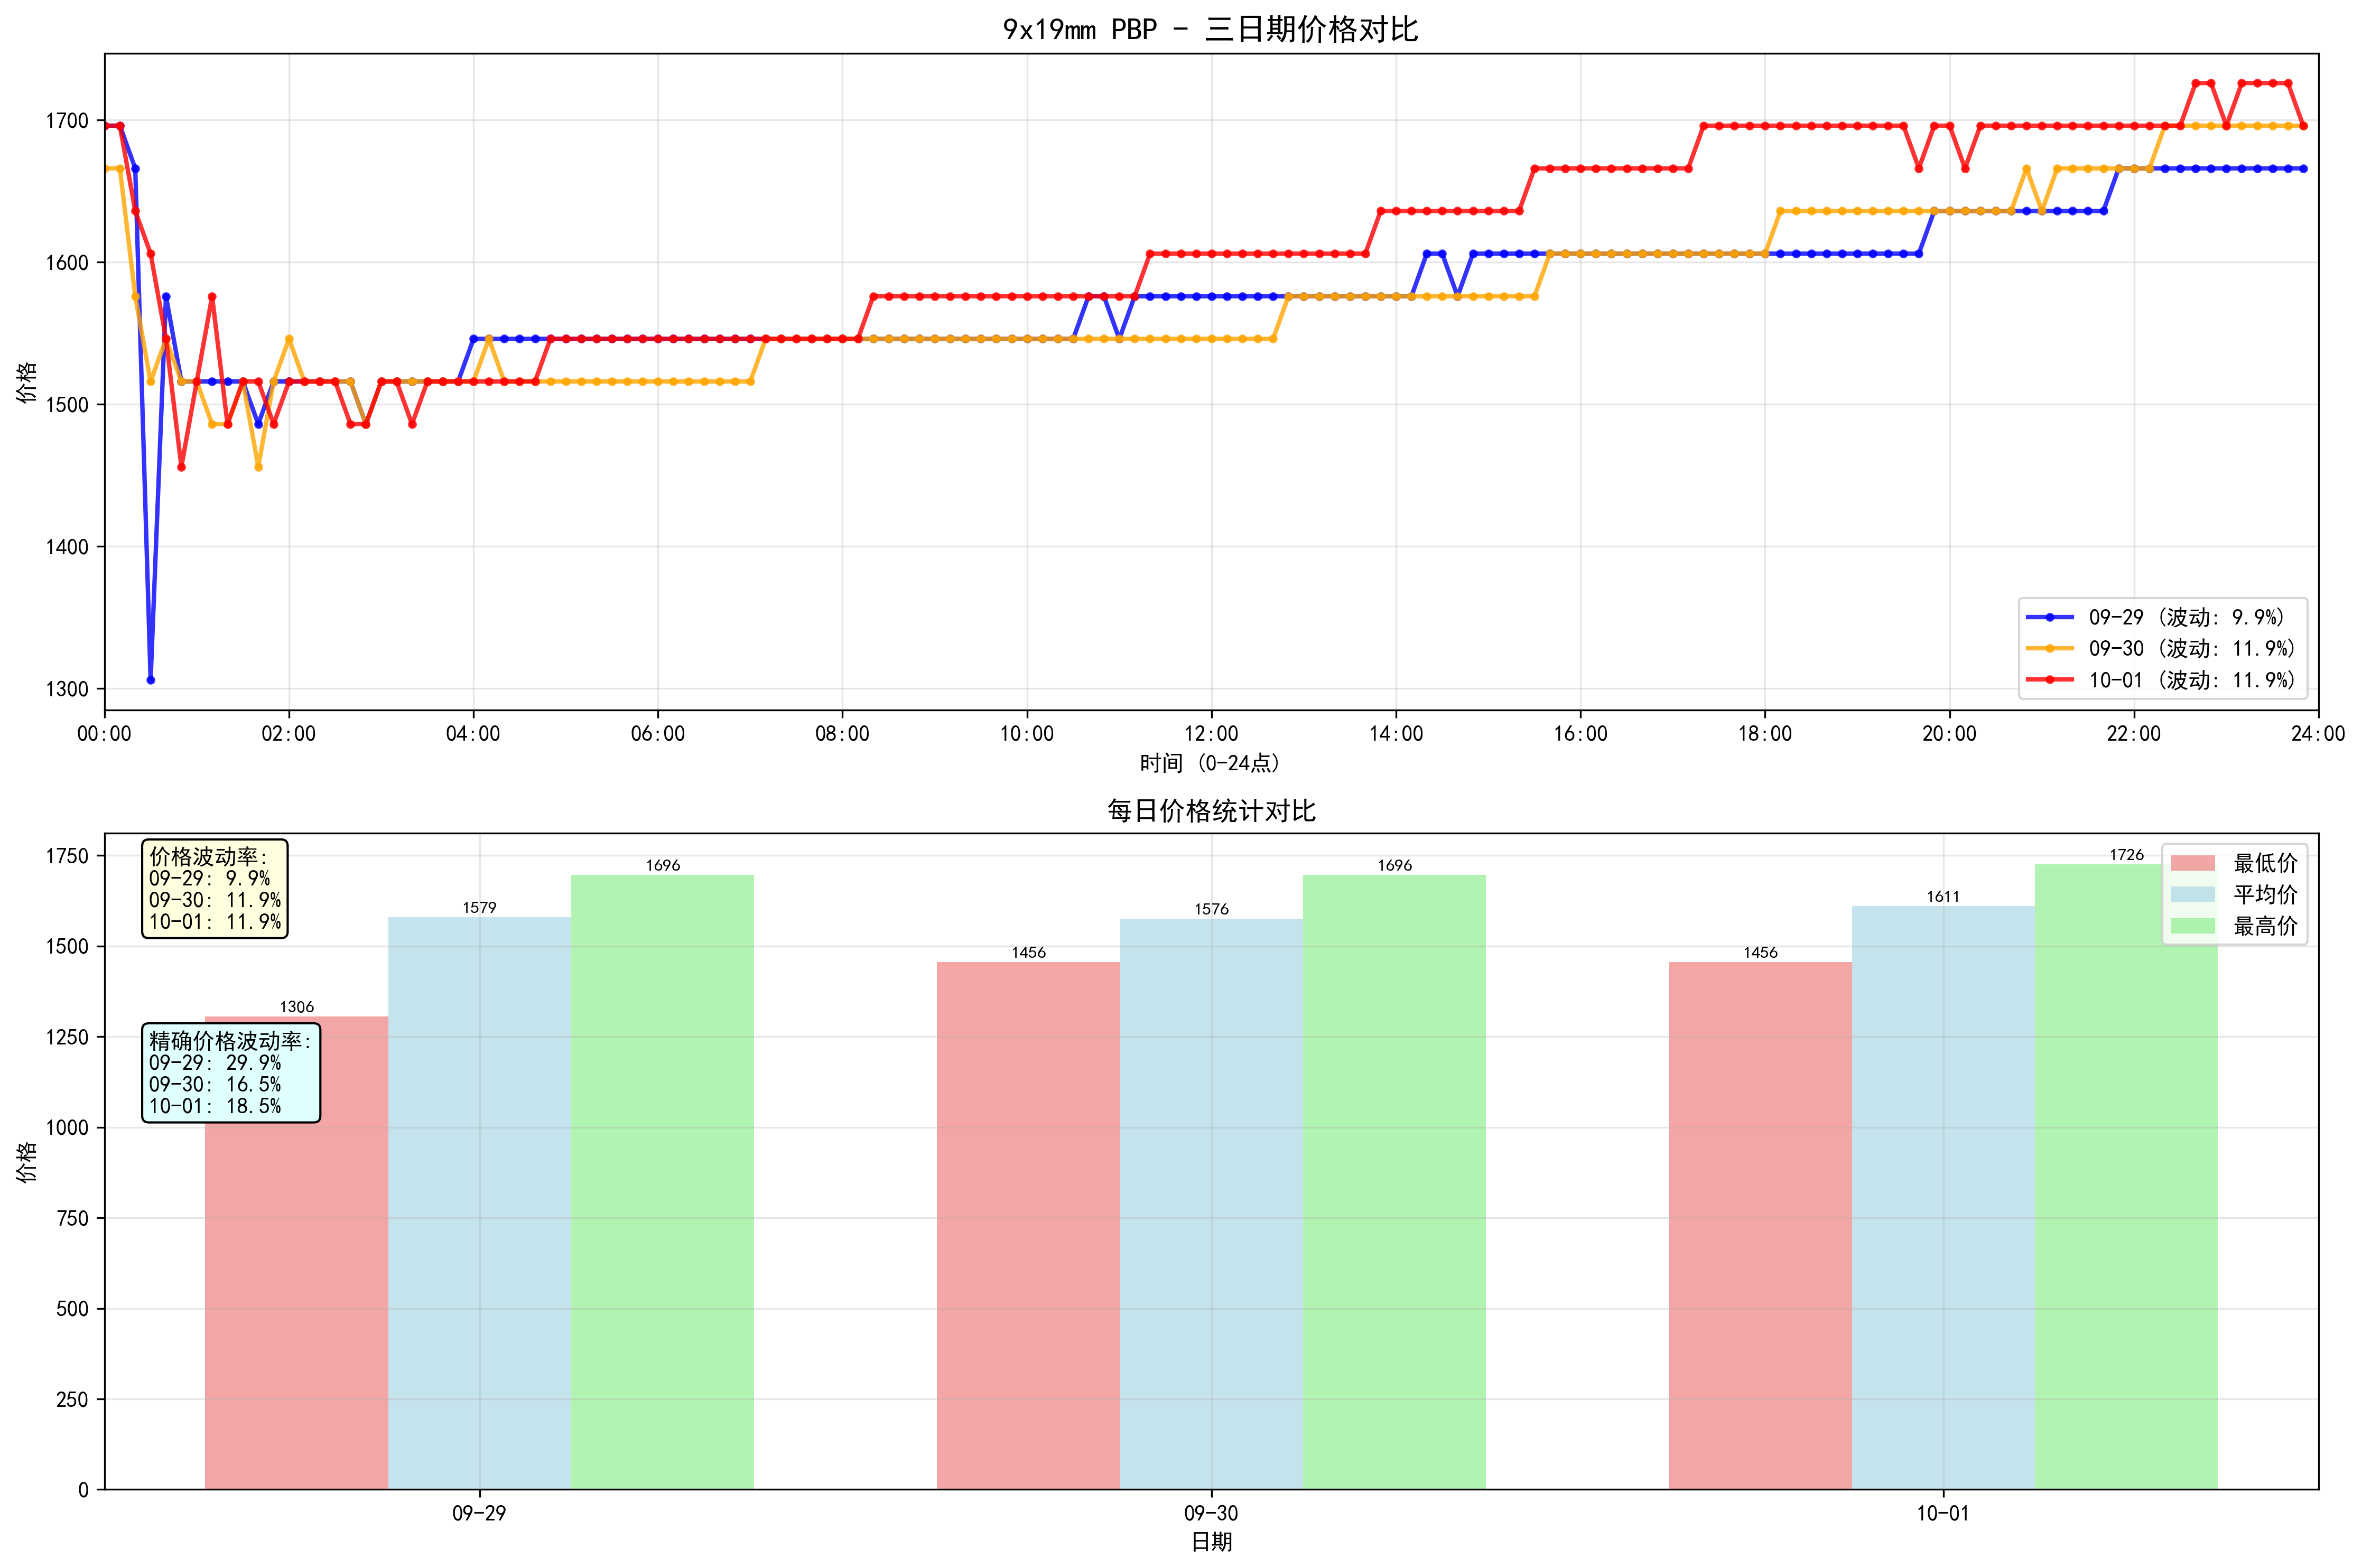 9x19mm PBP - 三日期价格对比
价格
1700
1600
1500
1400
1300
09-29 (波动: 9.9%)
09-30 (波动: 11.9%)
10-01 (波动: 11.9%)
00:00 02:00 04:00 06:00 08:00 10:00 12:00 14:00 16:00 18:00 20:00 22:00 24:00
时间 (0-24点)
每日价格统计对比
价格
1750
1500
1250
1000
750
500
250
0
价格波动率:
09-29: 9.9%
09-30: 11.9%
10-01: 11.9%
精确价格波动率:
09-29: 29.9%
09-30: 16.5%
10-01: 18.5%
1306 1579 1696 1456 1576 1696 1456 1611 1726
最低价
平均价
最高价
09-29 09-30 10-01
日期